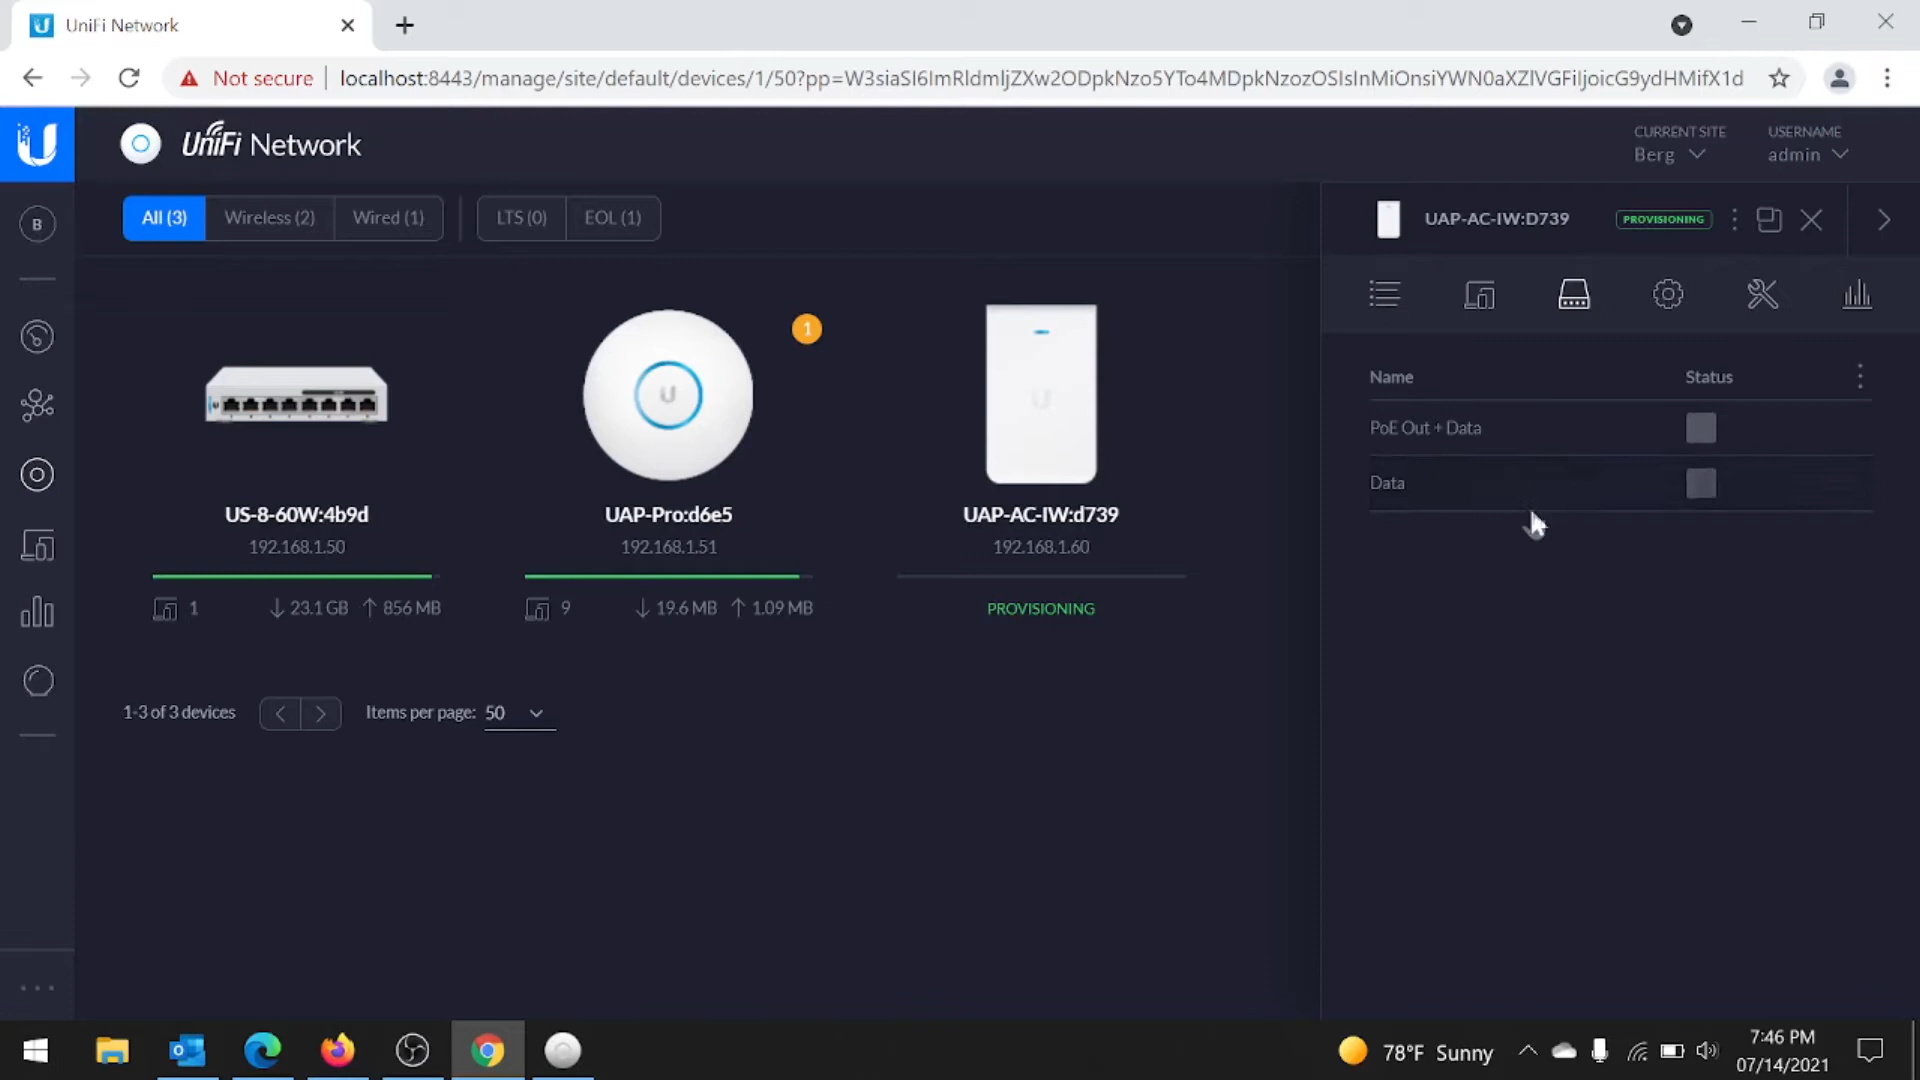 UniFi Network
Not secure
localhost:8443/manage/site/default/devices/1/50?pp=W3siaSI6ImRldmljZXw2ODpkNzo5YTo4MDpkNzozOSIsInMiOnsiYWN0aXZlVGFiIjoicG9ydHMifX1d
UniFi Network
CURRENT SITE
Berg
USERNAME
admin
B
All (3)
Wireless (2)
Wired (1)
LTS (0)
EOL (1)
UAP-AC-IW:D739
PROVISIONING
1
Name
Status
PoE Out + Data
Data
US-8-60W:4b9d
192.168.1.50
1
23.1 GB
856 MB
UAP-Pro:d6e5
192.168.1.51
9
19.6 MB
1.09 MB
UAP-AC-IW:d739
192.168.1.60
PROVISIONING
1-3 of 3 devices
Items per page: 50
78°F Sunny
7:46 PM
07/14/2021